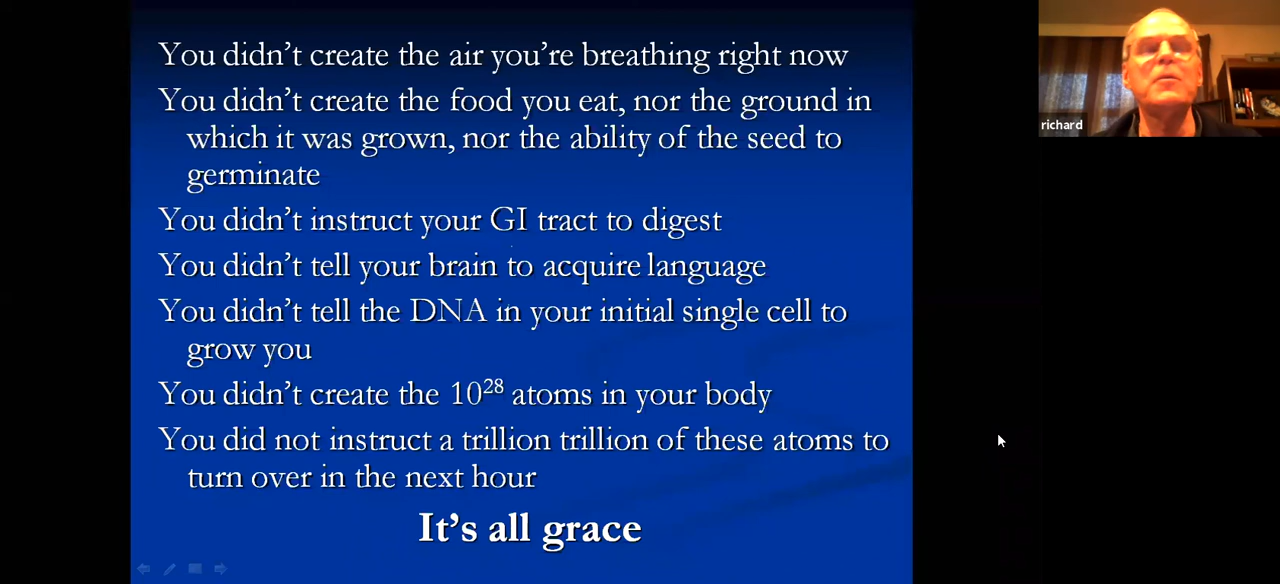 You didn't create the air you're breathing right now
You didn't create the food you eat, nor the ground in
which it was grown, nor the ability of the seed to
germinate
You didn't instruct your GI tract to digest
You didn't tell your brain to acquire language
You didn't tell the DNA in your initial single cell to
grow you
You didn't create the 10²⁸ atoms in your body
You did not instruct a trillion trillion of these atoms to
turn over in the next hour
It's all grace
richard